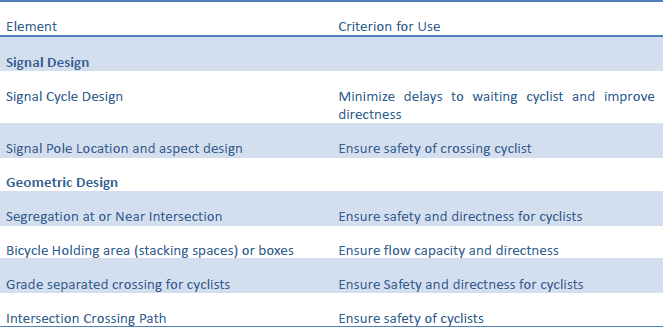 Element Criterion for Use
Signal Design
Signal Cycle Design Minimize delays to waiting cyclist and improve
directness
Signal Pole Location and aspect design Ensure safety of crossing cyclist
Geometric Design
Segregation at or Near Intersection Ensure safety and directness for cyclists
Bicycle Holding area (stacking spaces) or boxes Ensure flow capacity and directness
Grade separated crossing for cyclists Ensure Safety and directness for cyclists
Intersection Crossing Path Ensure safety of cyclists